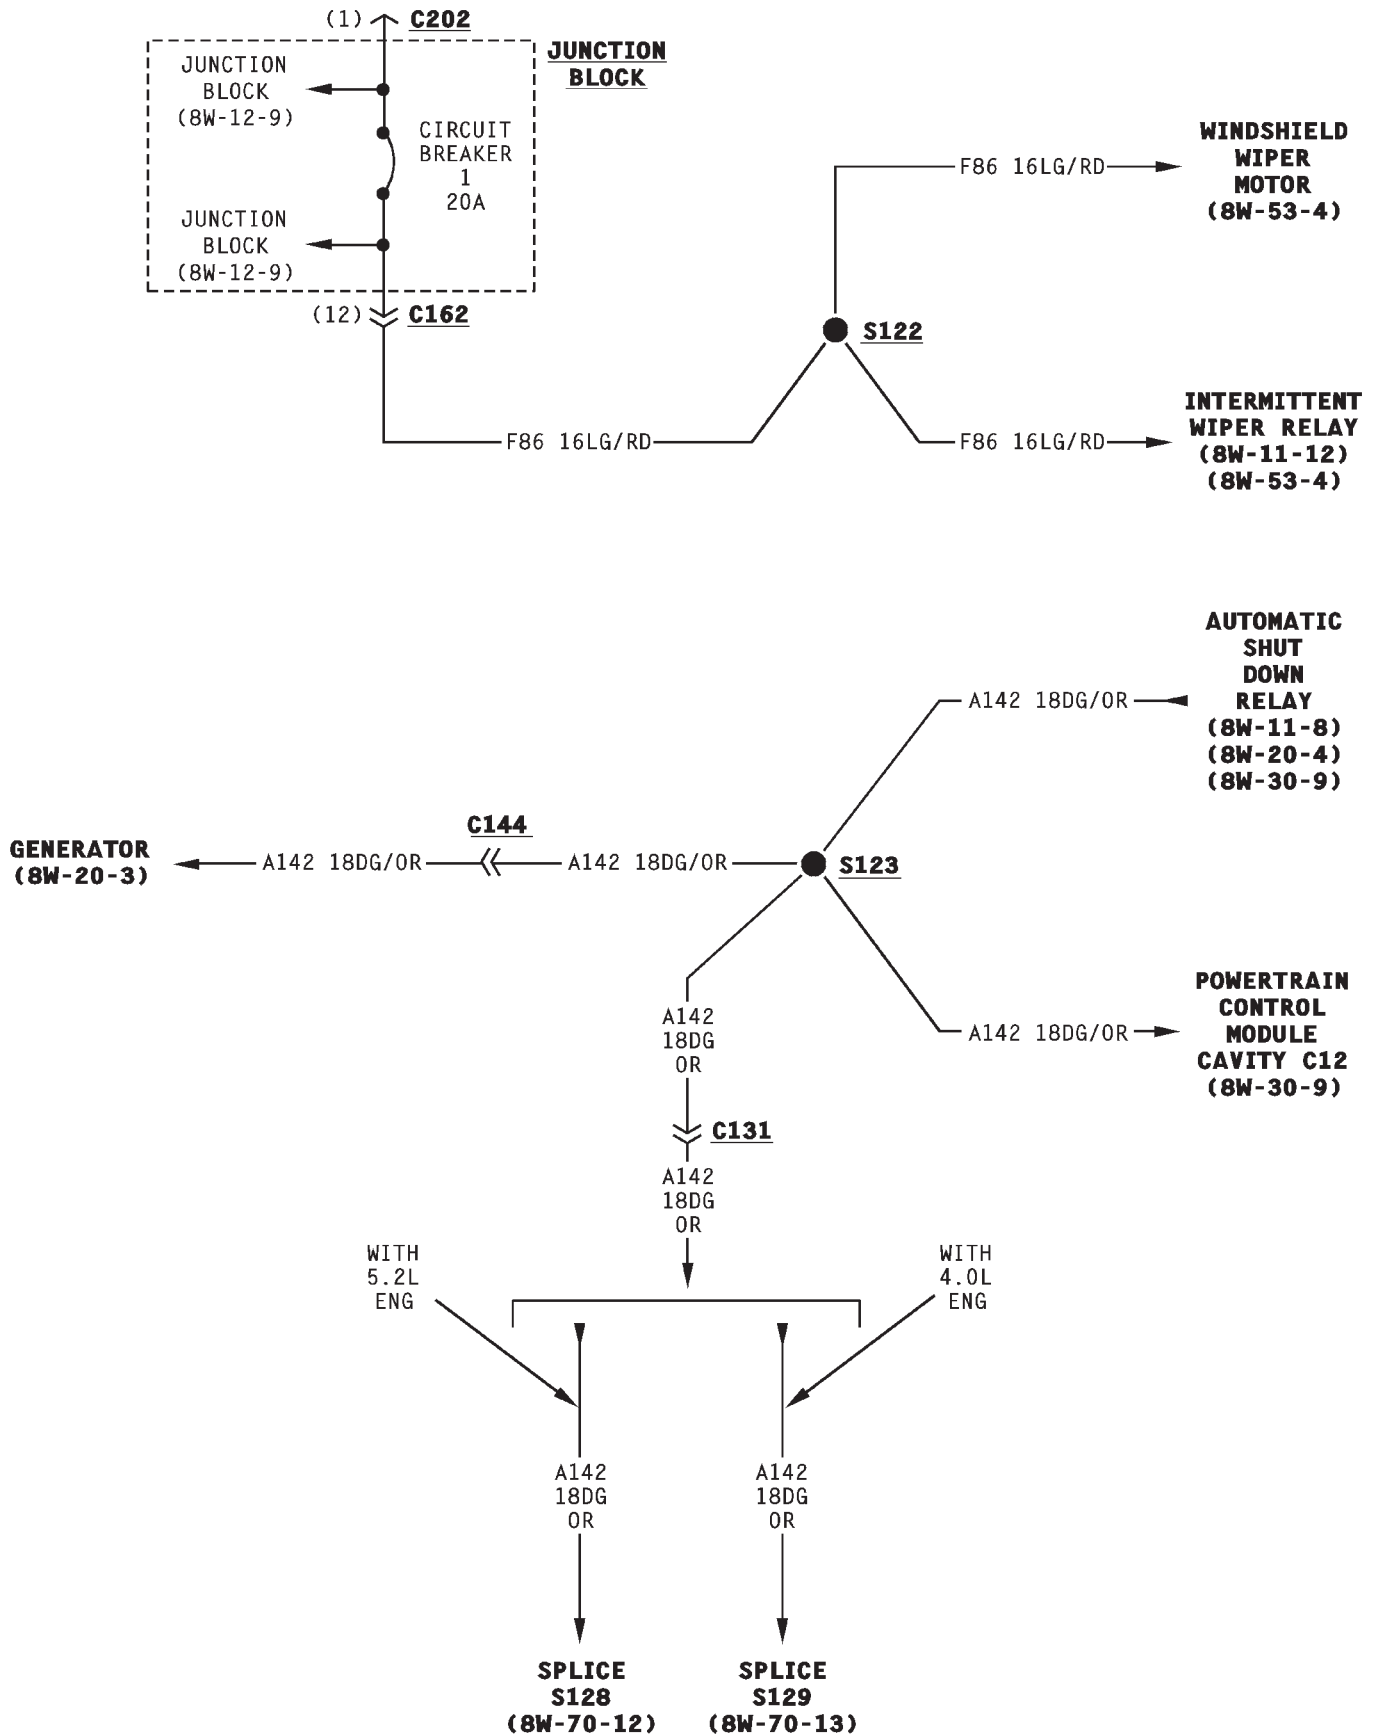 (1) C202
JUNCTION
BLOCK
JUNCTION
BLOCK
(8W-12-9)
CIRCUIT
BREAKER
1
20A
JUNCTION
BLOCK
(8W-12-9)
(12) C162
F86 16LG/RD
WINDSHIELD
WIPER
MOTOR
(8W-53-4)
S122
F86 16LG/RD
F86 16LG/RD
INTERMITTENT
WIPER RELAY
(8W-11-12)
(8W-53-4)
AUTOMATIC
SHUT
DOWN
RELAY
(8W-11-8)
(8W-20-4)
(8W-30-9)
A142 18DG/OR
C144
GENERATOR
(8W-20-3)
A142 18DG/OR
A142 18DG/OR
S123
POWERTRAIN
CONTROL
MODULE
CAVITY C12
(8W-30-9)
A142 18DG/OR
A142
18DG
OR
C131
A142
18DG
OR
WITH
5.2L
ENG
WITH
4.0L
ENG
A142
18DG
OR
A142
18DG
OR
SPLICE
S128
(8W-70-12)
SPLICE
S129
(8W-70-13)